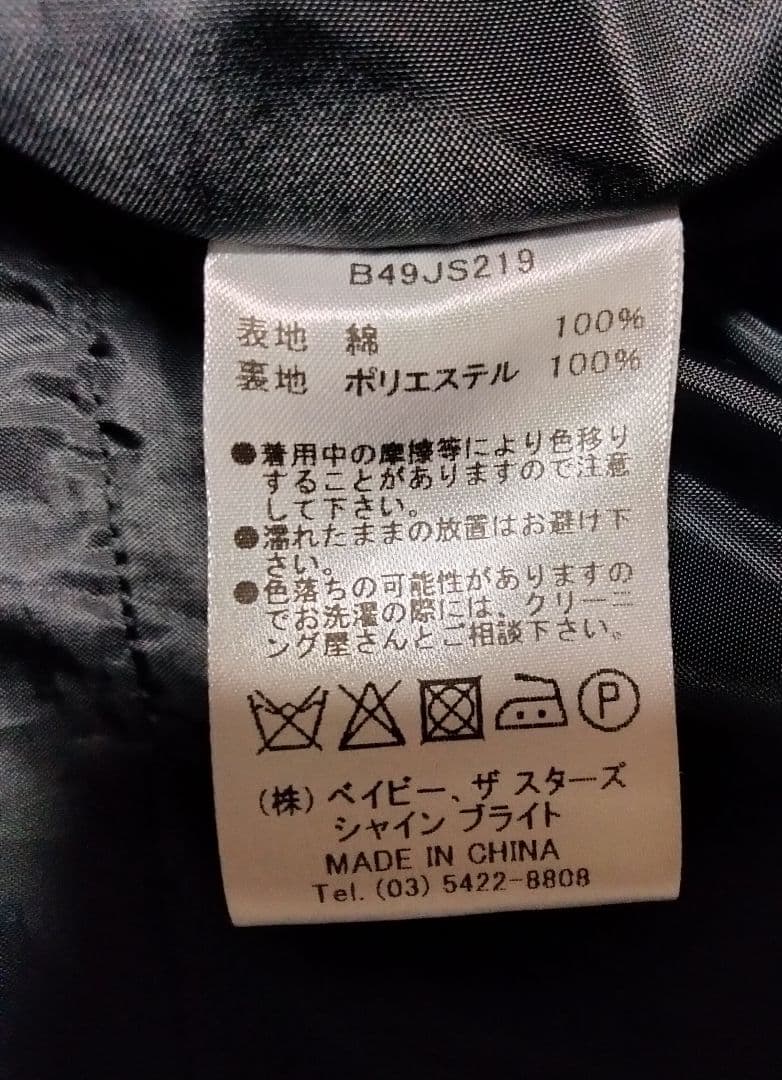 B49JS219
表地 綿 100%
裏地 ポリエステル 100%
●着用中の摩擦等により色移り
することがありますので注意
して下さい。
●濡れたままの放置はお避け下
さい。
●色落ちの可能性がありますの
でお洗濯の際には、クリーニ
ング屋さんとご相談下さい。
P
(株) ベイビー、ザ スターズ
シャイン ブライト
MADE IN CHINA
Tel. (03) 5422-8808